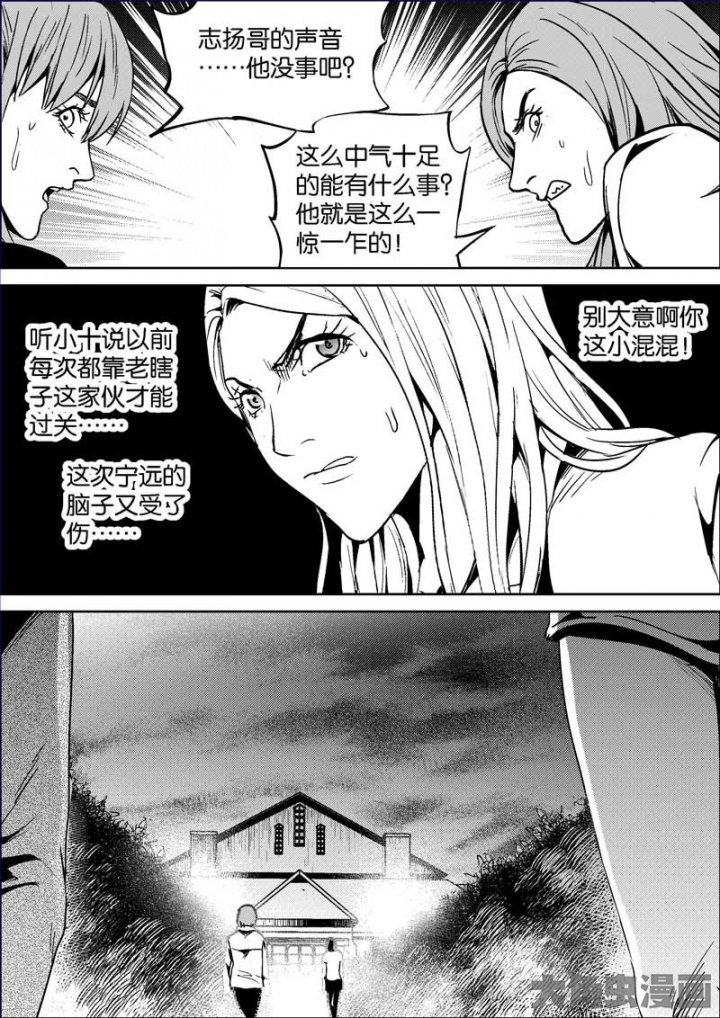 志扬哥的声音
……他没事吧？
这么中气十足
的能有什么事？
他就是这么一
惊一乍的！
别大意啊你
这小混混！
听小十说以前
每次都靠老瞎
子这家伙才能
过关……
这次宁远的
脑子又受了
伤……
大角虫漫画